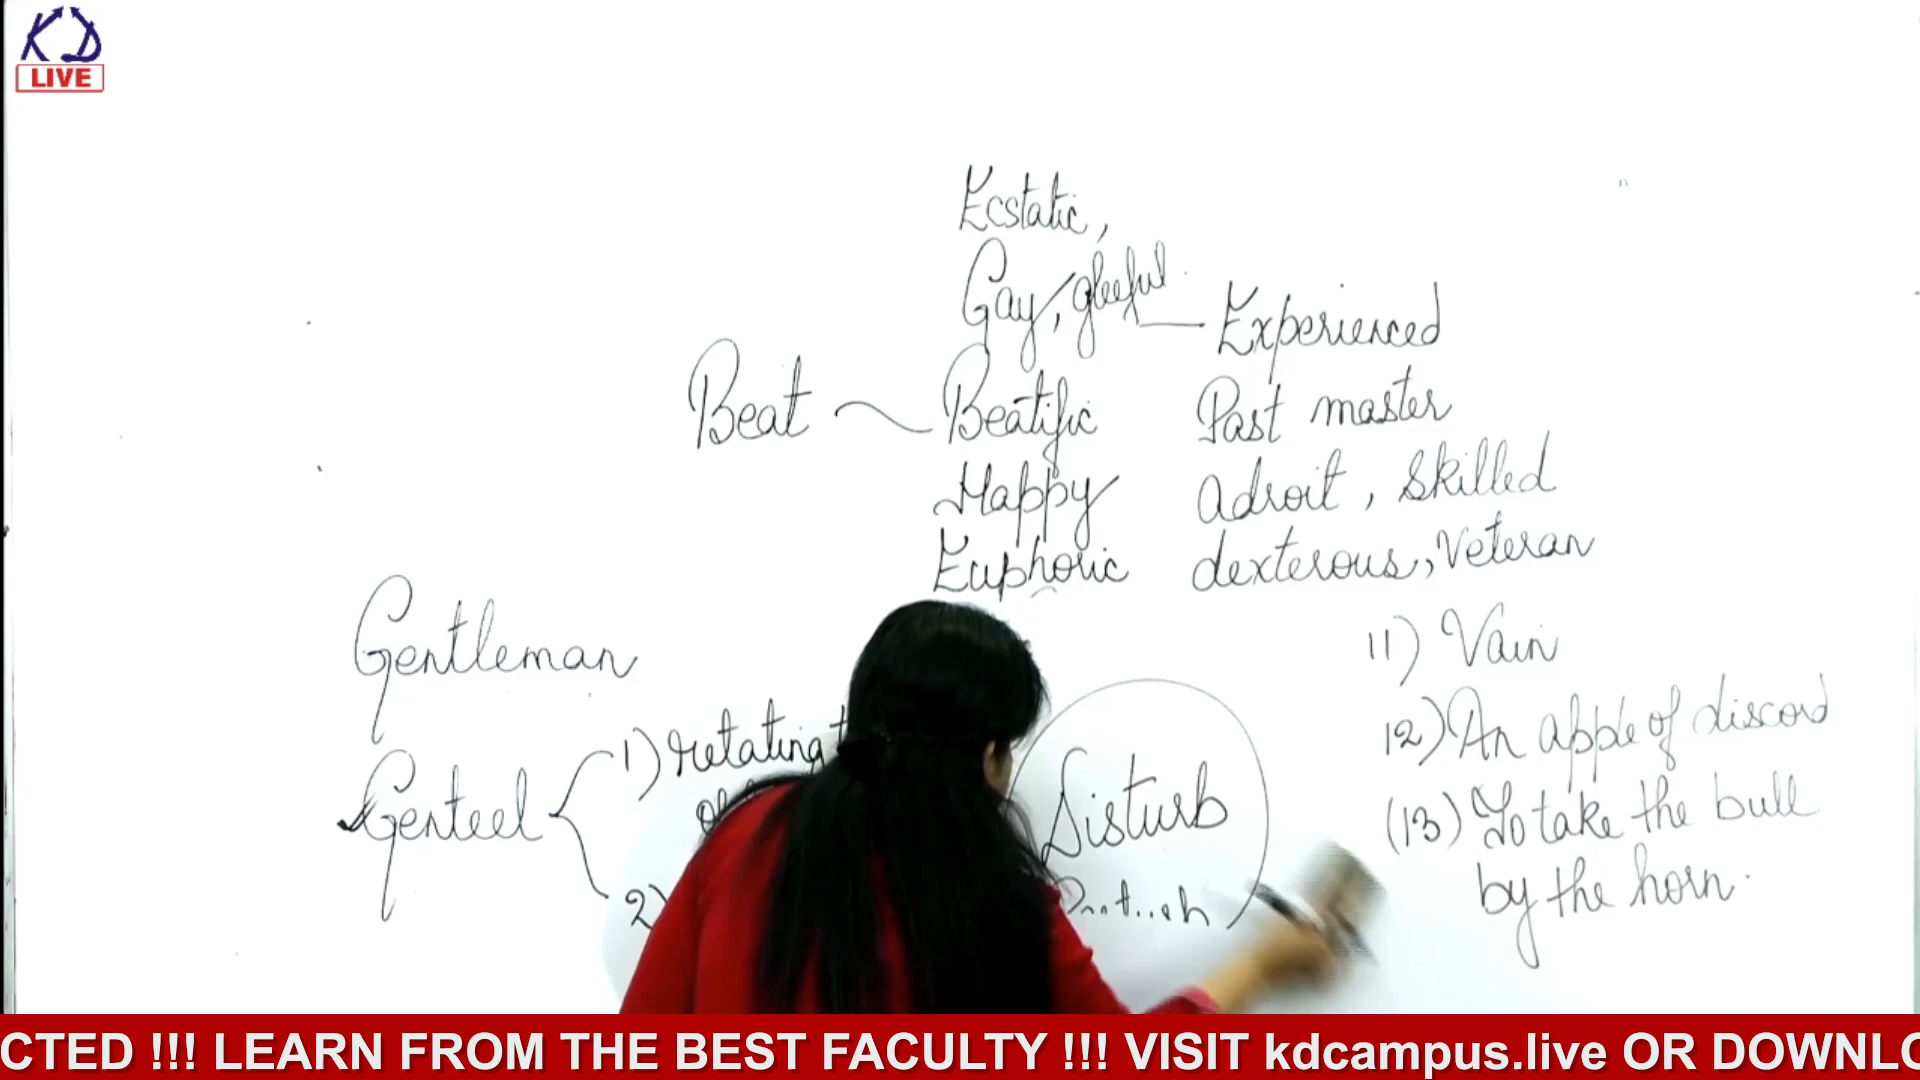 KD
LIVE
Ecstatic,
Gay, gleeful
Experienced
Beat
Beatific
Past master
Happy
Adroit, Skilled
Euphoric
dexterous, Veteran
Gentleman
11) Vain
1) retating
12) An apple of discord
Genteel
Disturb
(13) To take the bull
2)
by the horn.
CTED !!! LEARN FROM THE BEST FACULTY !!! VISIT kdcampus.live OR DOWNLO